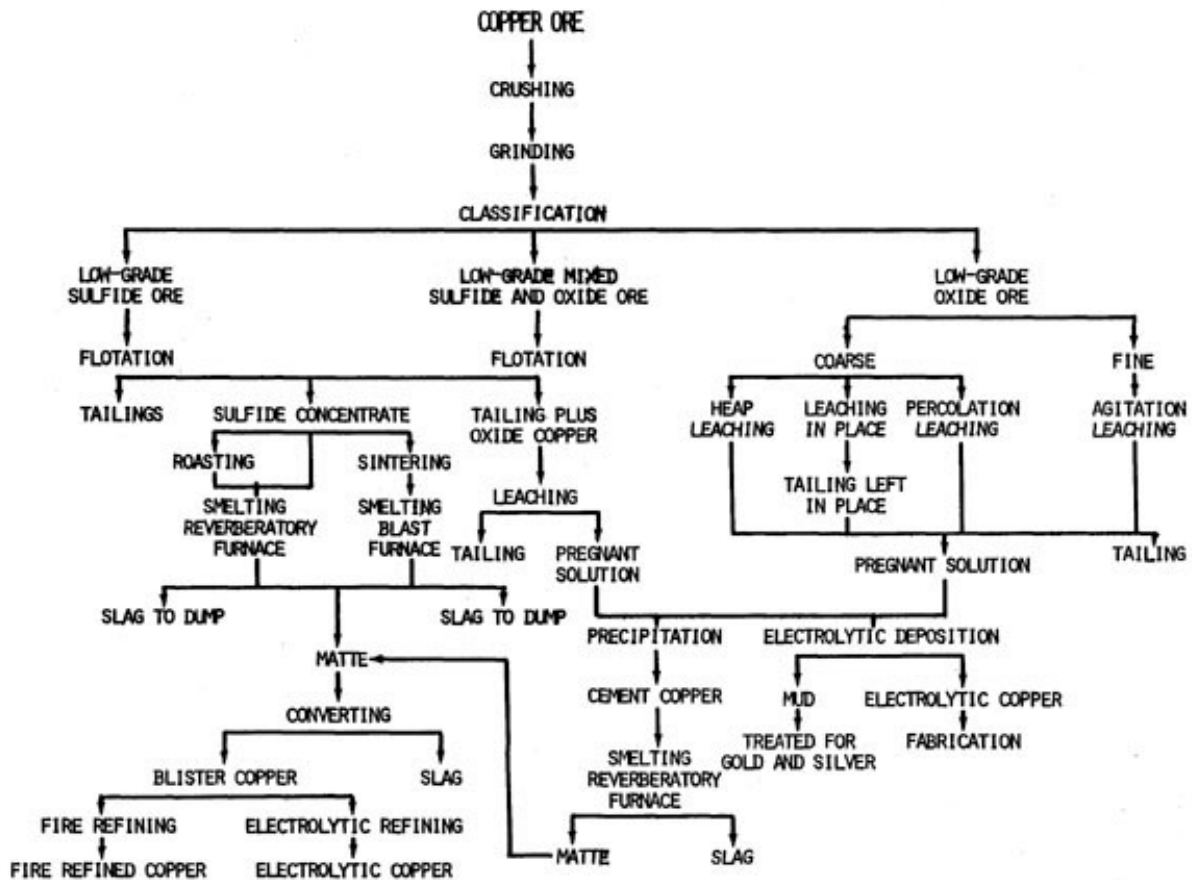 COPPER ORE
CRUSHING
GRINDING
CLASSIFICATION
LOW-GRADE
SULFIDE ORE
LOW-GRADE MIXED
SULFIDE AND OXIDE ORE
LOW-GRADE
OXIDE ORE
FLOTATION
FLOTATION
COARSE
FINE
TAILINGS
SULFIDE CONCENTRATE
TAILING PLUS
OXIDE COPPER
HEAP
LEACHING
LEACHING
IN PLACE
PERCOLATION
LEACHING
AGITATION
LEACHING
ROASTING
SINTERING
LEACHING
TAILING LEFT
IN PLACE
SMELTING
REVERBERATORY
FURNACE
SMELTING
BLAST
FURNACE
TAILING
PREGNANT
SOLUTION
PREGNANT SOLUTION
TAILING
SLAG TO DUMP
SLAG TO DUMP
PRECIPITATION
ELECTROLYTIC DEPOSITION
MATTE
CEMENT COPPER
MUD
ELECTROLYTIC COPPER
CONVERTING
TREATED FOR
GOLD AND SILVER
FABRICATION
SMELTING
REVERBERATORY
FURNACE
BLISTER COPPER
SLAG
FIRE REFINING
ELECTROLYTIC REFINING
MATTE
SLAG
FIRE REFINED COPPER
ELECTROLYTIC COPPER